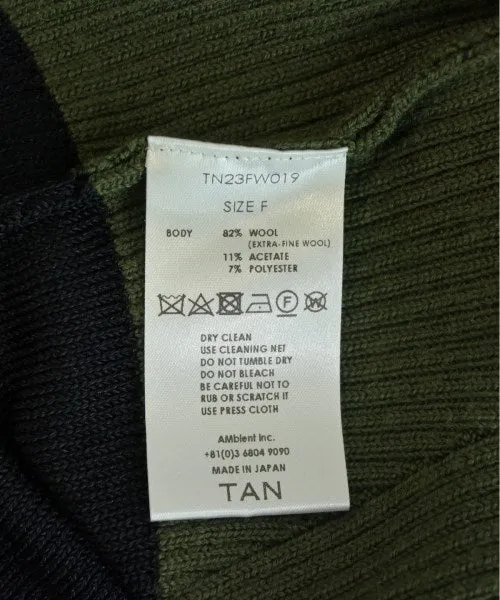 TN23FW019
SIZE F
BODY 82% WOOL
(EXTRA-FINE WOOL)
11% ACETATE
7% POLYESTER
F W
DRY CLEAN
USE CLEANING NET
DO NOT TUMBLE DRY
DO NOT BLEACH
BE CAREFUL NOT TO
RUB OR SCRATCH IT
USE PRESS CLOTH
AMbient Inc.
+81(0)3 6804 9090
MADE IN JAPAN
TAN